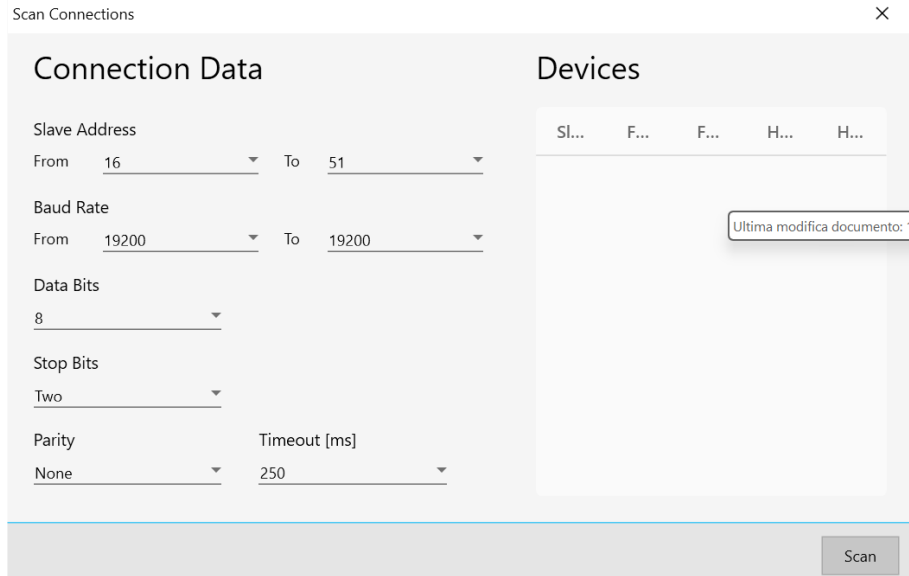 Scan Connections
Connection Data
Slave Address
From 16 To 51
Baud Rate
From 19200 To 19200
Data Bits
8
Stop Bits
Two
Parity Timeout [ms]
None 250
Devices
Sl... F... F... H... H...
Ultima modifica documento:
Scan